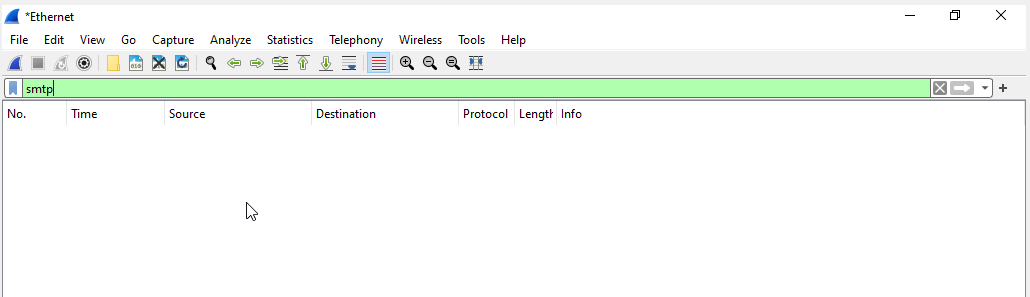 *Ethernet
File Edit View Go Capture Analyze Statistics Telephony Wireless Tools Help
smtp
No. Time Source Destination Protocol Length Info